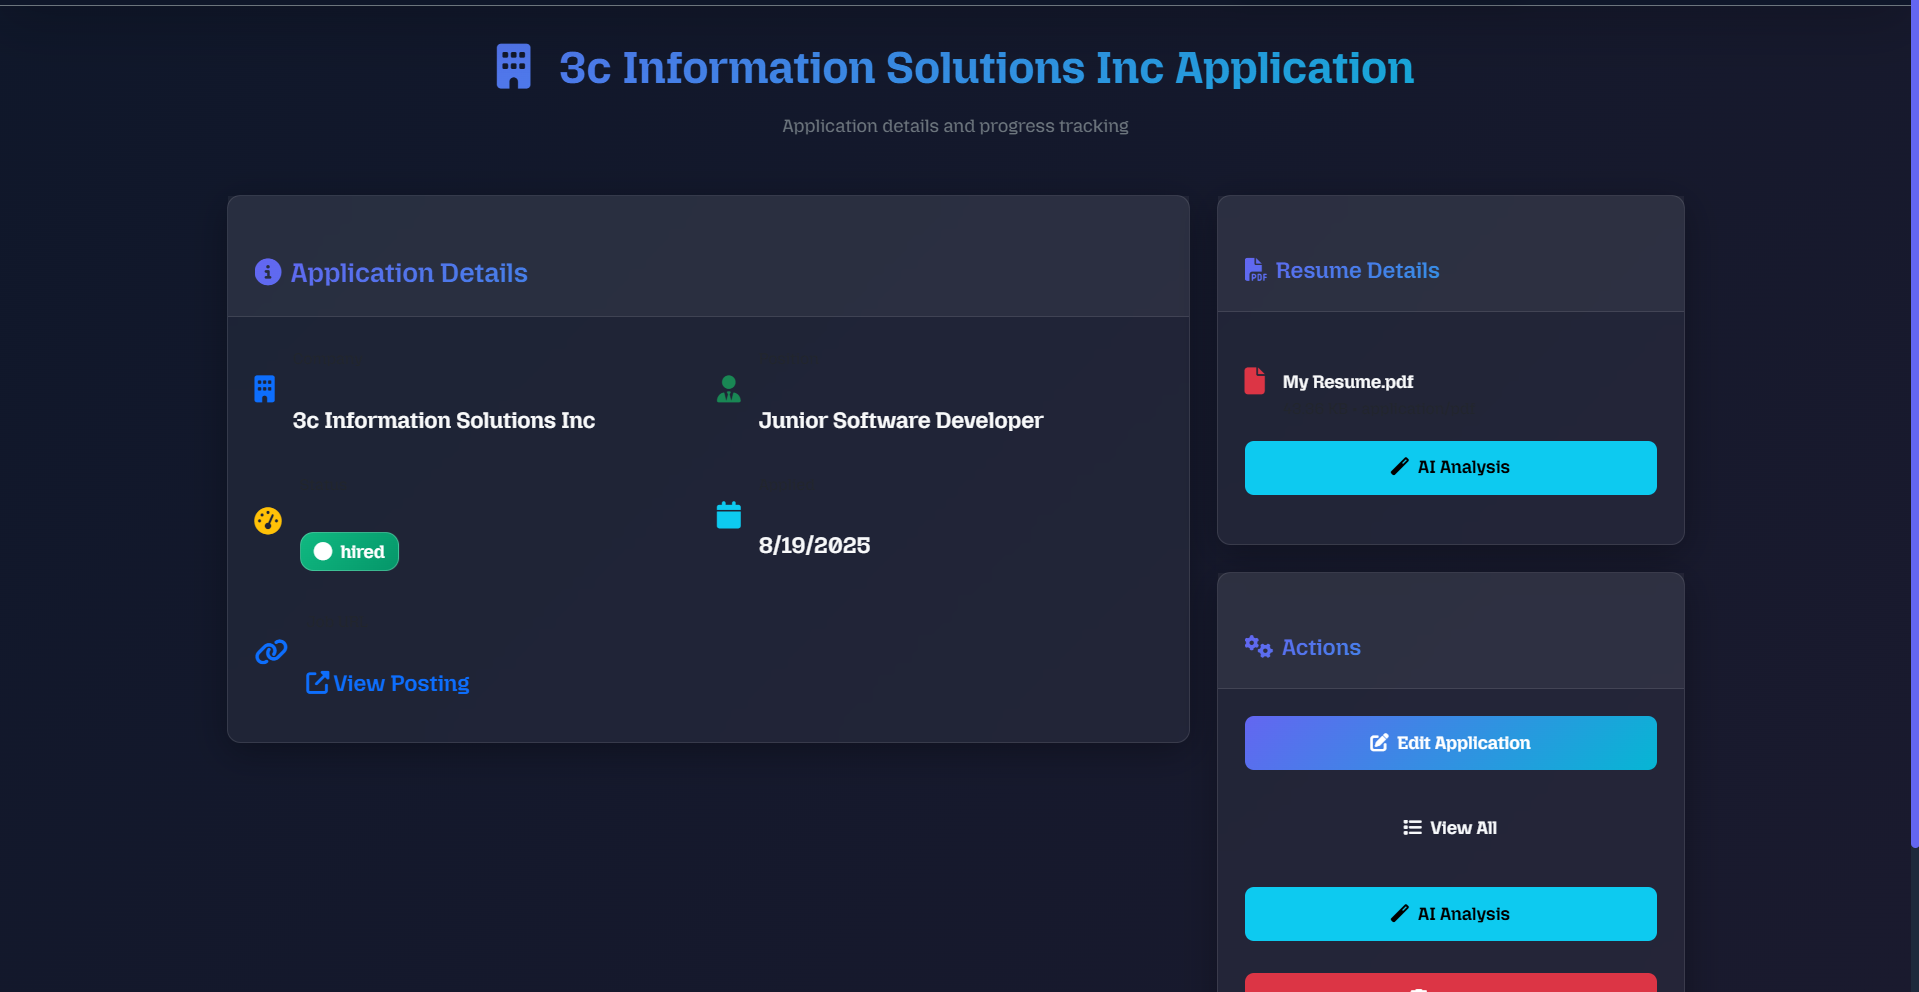 3c Information Solutions Inc Application
Application details and progress tracking
Application Details
3c Information Solutions Inc
Junior Software Developer
hired
8/19/2025
View Posting
Resume Details
PDF
My Resume.pdf
AI Analysis
Actions
Edit Application
View All
AI Analysis